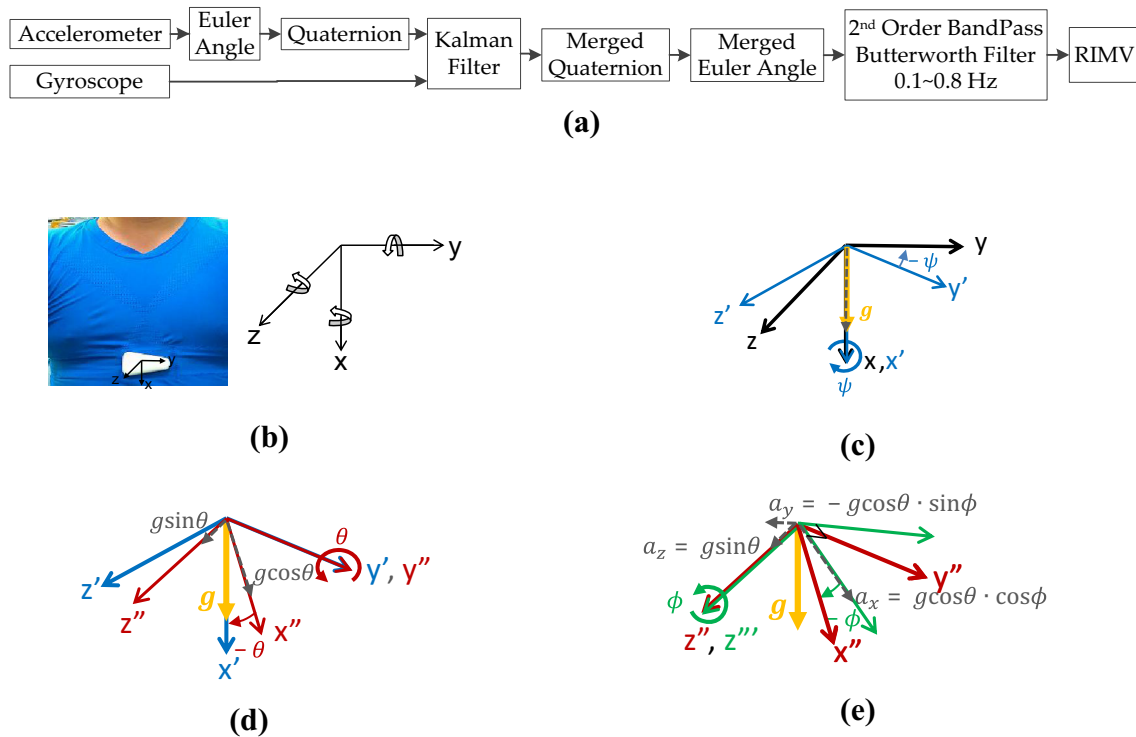 Accelerometer
Euler
Angle
Quaternion
Gyroscope
Kalman
Filter
Merged
Quaternion
Merged
Euler Angle
2nd Order BandPass
Butterworth Filter
0.1~0.8 Hz
RIMV
(a)
y
z
x
y
z
x
(b)
y
-ψ
y'
z'
z
g
x,x'
ψ
(c)
gsinθ
θ
gcosθ
y', y"
z'
z"
g
x"
-θ
x'
(d)
a_y = -gcosθ · sinϕ
a_z = gsinθ
y"
a_x = gcosθ · cosϕ
ϕ
g
-ϕ
z", z"'
x"
(e)